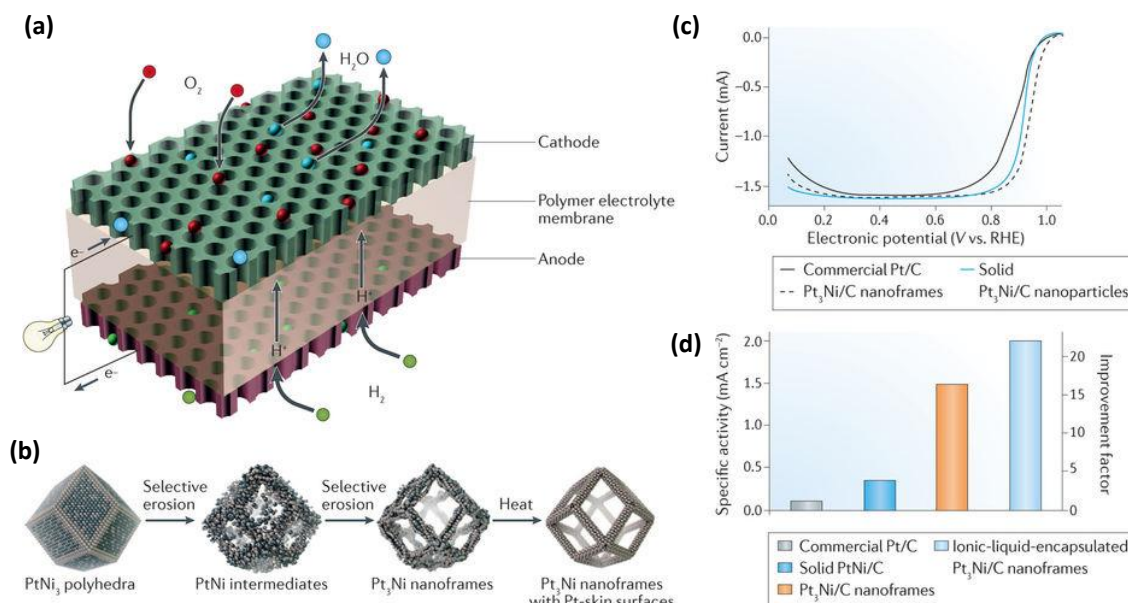 (a)
O₂
H₂O
Cathode
Polymer electrolyte
membrane
Anode
e⁻
H⁺
H⁺
e⁻
H₂
(b)
Selective
erosion
Selective
erosion
Heat
PtNi₃ polyhedra
PtNi intermediates
Pt₃Ni nanoframes
Pt₃Ni nanoframes
with Pt-skin surfaces
(c)
Current (mA)
0.0
−0.5
−1.0
−1.5
0.0 0.2 0.4 0.6 0.8 1.0
Electronic potential (V vs. RHE)
Commercial Pt/C
Pt₃Ni/C nanoframes
Solid
Pt₃Ni/C nanoparticles
(d)
Specific activity (mA cm⁻²)
2.0
1.5
1.0
0.5
0.0
20
15
10
5
0
Improvement factor
Commercial Pt/C
Solid PtNi/C
Pt₃Ni/C nanoframes
Ionic-liquid-encapsulated
Pt₃Ni/C nanoframes